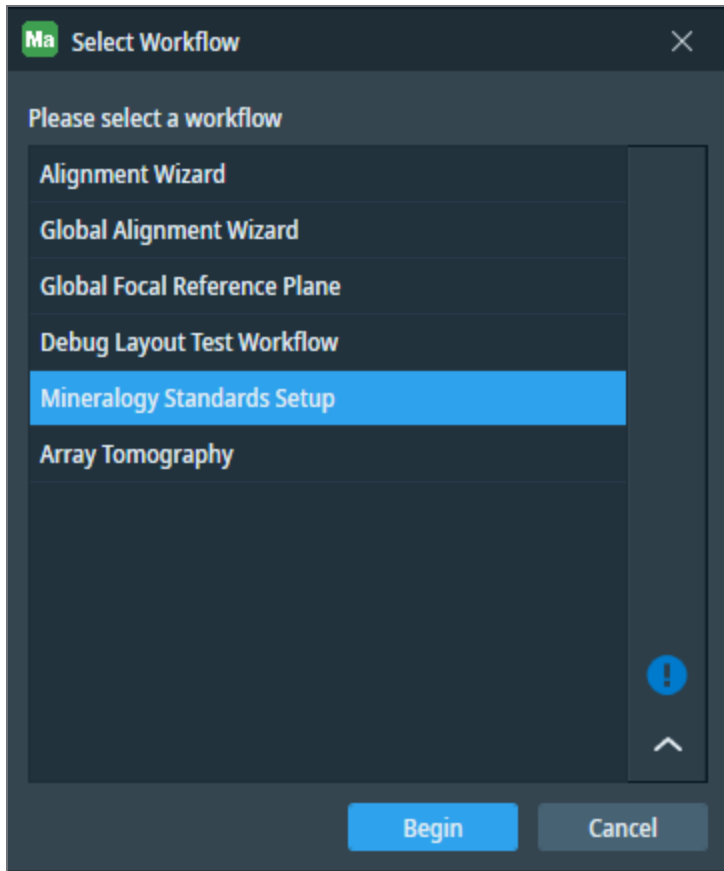 Ma Select Workflow
Please select a workflow
Alignment Wizard
Global Alignment Wizard
Global Focal Reference Plane
Debug Layout Test Workflow
Mineralogy Standards Setup
Array Tomography
Begin Cancel